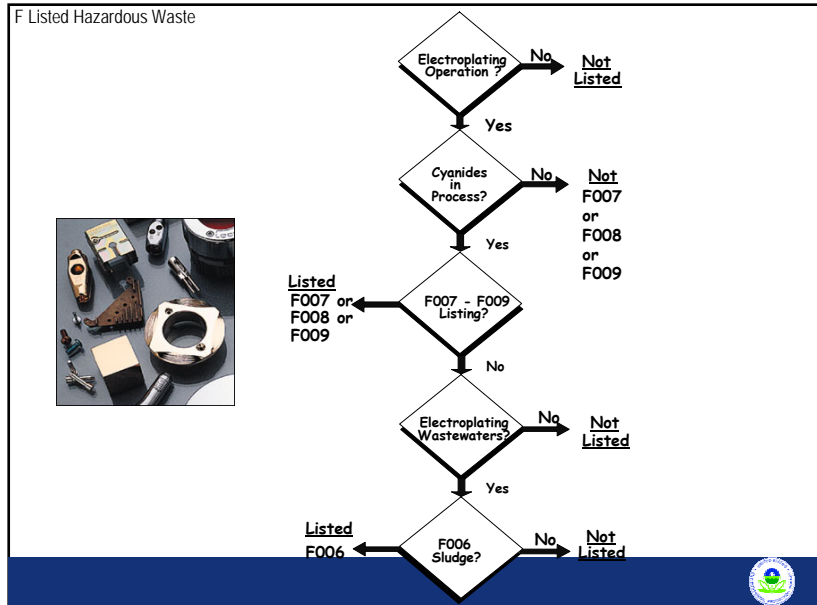 F Listed Hazardous Waste
Electroplating
Operation ?
No
Not
Listed
Yes
Cyanides
in
Process?
No
Not
F007
or
F008
or
F009
Yes
Listed
F007 or
F008 or
F009
F007 - F009
Listing?
No
Electroplating
Wastewaters?
No
Not
Listed
Yes
Listed
F006
F006
Sludge?
No
Not
Listed